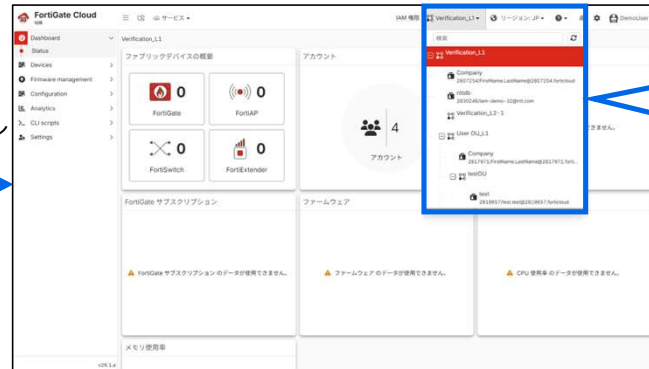 FortiGate Cloud
サービス
IAM 権限
Verification_L1
リージョン: JP
DemoUser
Dashboard
Status
Devices
Firmware management
Configuration
Analytics
CLI scripts
Settings
v26.1.a
Verification_L1
ファブリックデバイスの概要
0
FortiGate
0
FortiAP
0
FortiSwitch
0
FortiExtender
アカウント
4
アカウント
検索
Verification_L1
Company
nttdb
Verification_L2-1
User OU_L1
Company
testOU
test
きません。
FortiGate サブスクリプション
FortiGate サブスクリプション のデータが使用できません。
ファームウェア
ファームウェア のデータが使用できません。
CPU 使用率 のデータが使用できません。
メモリ使用率